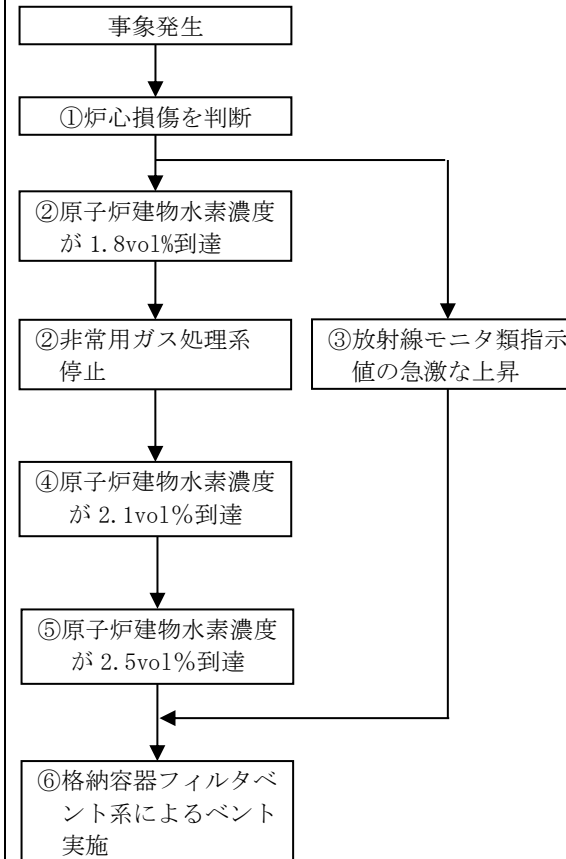 事象発生
①炉心損傷を判断
②原子炉建物水素濃度
が 1.8vol%到達
②非常用ガス処理系
停止
③放射線モニタ類指示
値の急激な上昇
④原子炉建物水素濃度
が 2.1vol％到達
⑤原子炉建物水素濃度
が 2.5vol％到達
⑥格納容器フィルタベ
ント系によるベント
実施